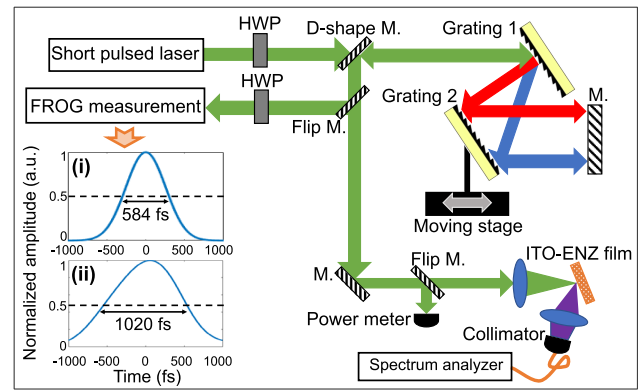 HWP
D-shape M.
Grating 1
Short pulsed laser
HWP
FROG measurement
Flip M.
Grating 2
M.
Moving stage
Normalized amplitude (a.u.)
(i)
1
0.5
0
584 fs
-1000 -500 0 500 1000
(ii)
1
0.5
0
1020 fs
-1000 -500 0 500 1000
Time (fs)
M.
Flip M.
Power meter
ITO-ENZ film
Collimator
Spectrum analyzer